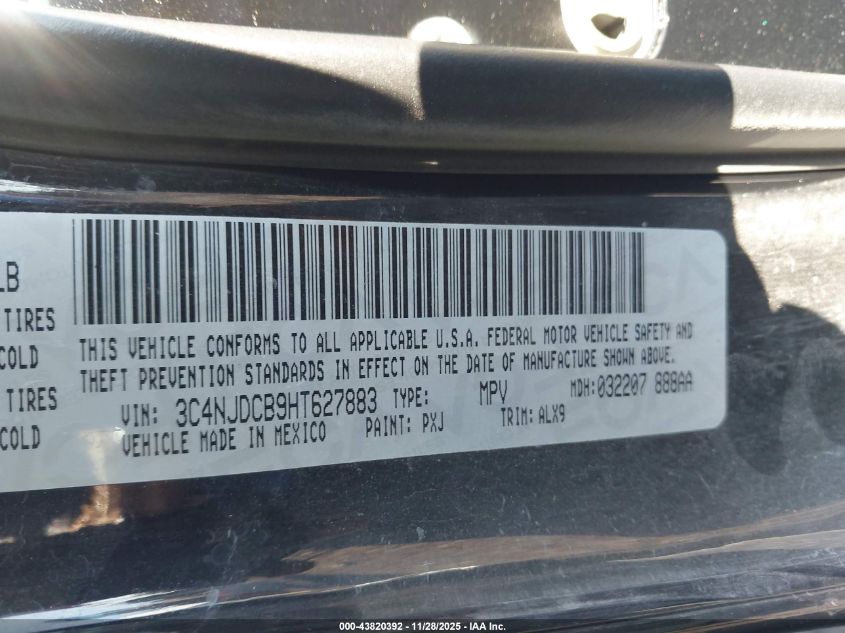 LB
TIRES
COLD
TIRES
COLD
THIS VEHICLE CONFORMS TO ALL APPLICABLE U.S.A. FEDERAL MOTOR VEHICLE SAFETY AND
THEFT PREVENTION STANDARDS IN EFFECT ON THE DATE OF MANUFACTURE SHOWN ABOVE.
VIN: 3C4NJDCB9HT627883 TYPE: MPV MDH: 032207 888AA
VEHICLE MADE IN MEXICO PAINT: PXJ TRIM: ALX9
000-43820392 | 11/28/2025 - IAA Inc.